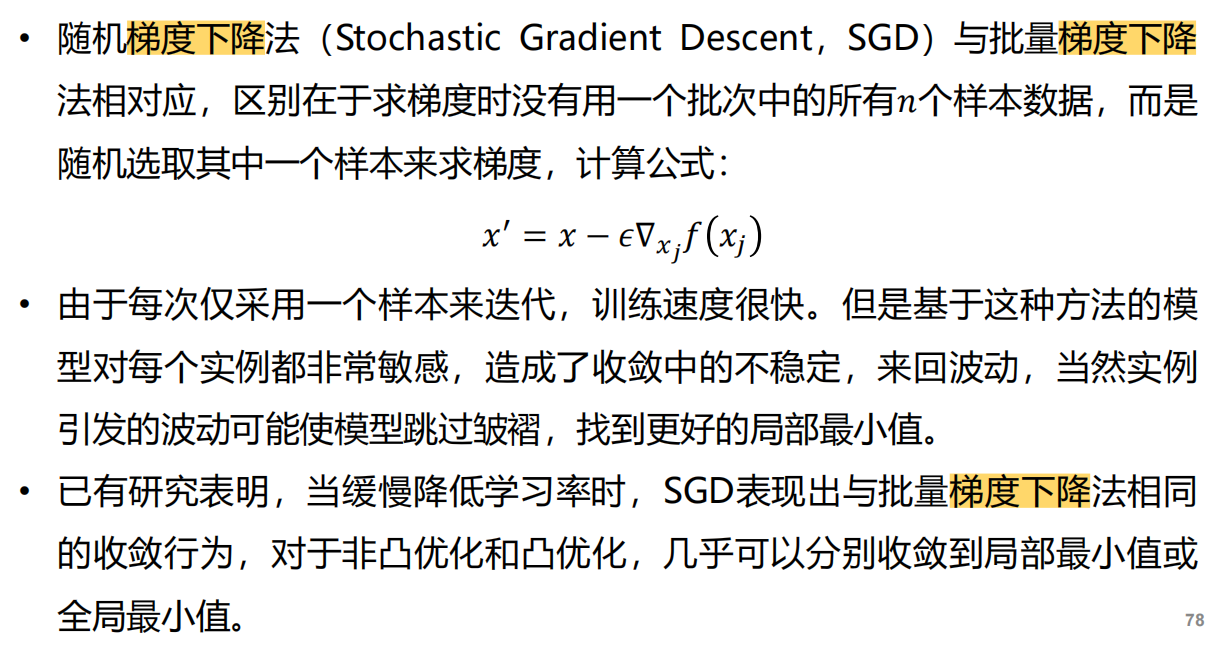 • 随机梯度下降法（Stochastic Gradient Descent，SGD）与批量梯度下降
法相对应，区别在于求梯度时没有用一个批次中的所有𝑛个样本数据，而是
随机选取其中一个样本来求梯度，计算公式：
𝑥′ = 𝑥 − 𝜖∇_{𝑥_𝑗}𝑓(𝑥_𝑗)
• 由于每次仅采用一个样本来迭代，训练速度很快。但是基于这种方法的模
型对每个实例都非常敏感，造成了收敛中的不稳定，来回波动，当然实例
引发的波动可能使模型跳过皱褶，找到更好的局部最小值。
• 已有研究表明，当缓慢降低学习率时，SGD表现出与批量梯度下降法相同
的收敛行为，对于非凸优化和凸优化，几乎可以分别收敛到局部最小值或
全局最小值。
78